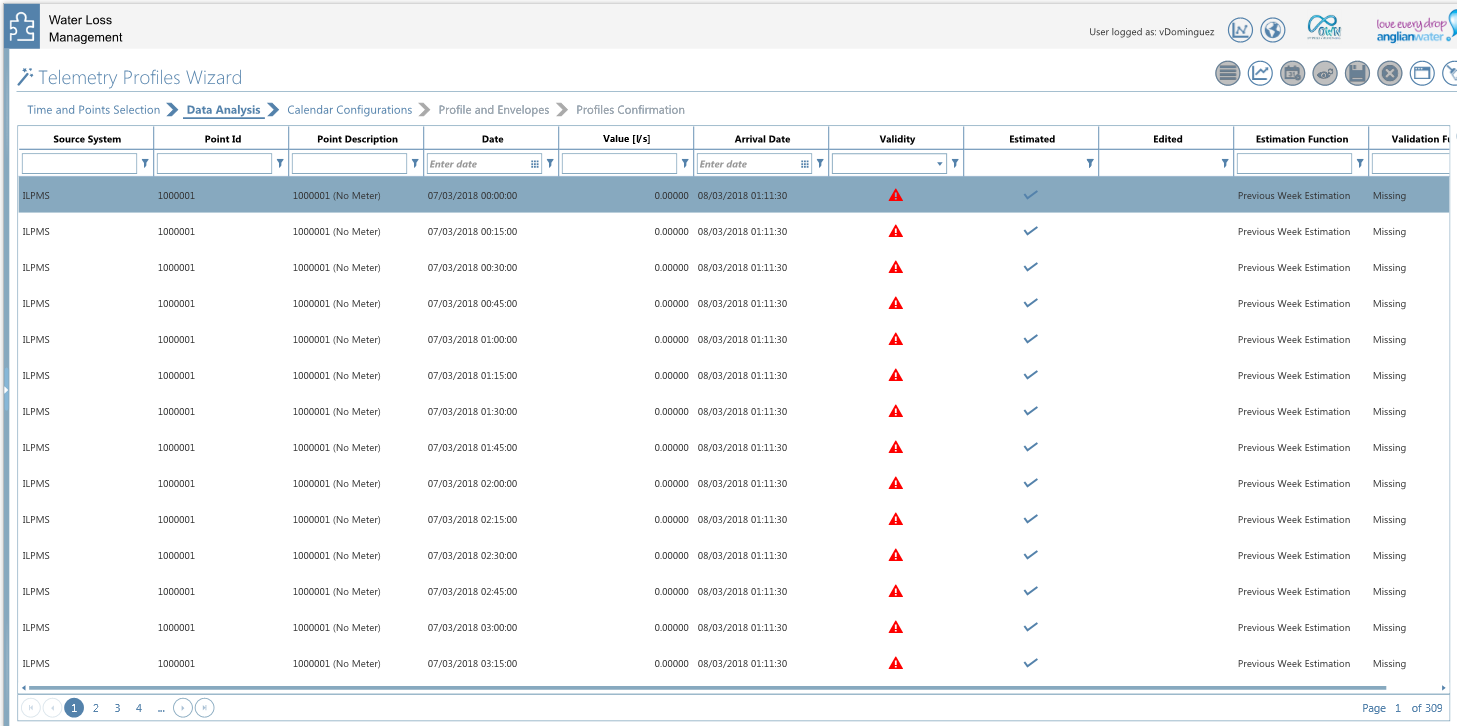 Water Loss
Management
User logged as: vDominguez
OWN
love every drop
anglianwater
Telemetry Profiles Wizard
Time and Points Selection Data Analysis Calendar Configurations Profile and Envelopes Profiles Confirmation
Source System Point Id Point Description Date Value [l/s] Arrival Date Validity Estimated Edited Estimation Function Validation Fu
Enter date Enter date
ILPMS 1000001 1000001 (No Meter) 07/03/2018 00:00:00 0.00000 08/03/2018 01:11:30 Previous Week Estimation Missing
ILPMS 1000001 1000001 (No Meter) 07/03/2018 00:15:00 0.00000 08/03/2018 01:11:30 Previous Week Estimation Missing
ILPMS 1000001 1000001 (No Meter) 07/03/2018 00:30:00 0.00000 08/03/2018 01:11:30 Previous Week Estimation Missing
ILPMS 1000001 1000001 (No Meter) 07/03/2018 00:45:00 0.00000 08/03/2018 01:11:30 Previous Week Estimation Missing
ILPMS 1000001 1000001 (No Meter) 07/03/2018 01:00:00 0.00000 08/03/2018 01:11:30 Previous Week Estimation Missing
ILPMS 1000001 1000001 (No Meter) 07/03/2018 01:15:00 0.00000 08/03/2018 01:11:30 Previous Week Estimation Missing
ILPMS 1000001 1000001 (No Meter) 07/03/2018 01:30:00 0.00000 08/03/2018 01:11:30 Previous Week Estimation Missing
ILPMS 1000001 1000001 (No Meter) 07/03/2018 01:45:00 0.00000 08/03/2018 01:11:30 Previous Week Estimation Missing
ILPMS 1000001 1000001 (No Meter) 07/03/2018 02:00:00 0.00000 08/03/2018 01:11:30 Previous Week Estimation Missing
ILPMS 1000001 1000001 (No Meter) 07/03/2018 02:15:00 0.00000 08/03/2018 01:11:30 Previous Week Estimation Missing
ILPMS 1000001 1000001 (No Meter) 07/03/2018 02:30:00 0.00000 08/03/2018 01:11:30 Previous Week Estimation Missing
ILPMS 1000001 1000001 (No Meter) 07/03/2018 02:45:00 0.00000 08/03/2018 01:11:30 Previous Week Estimation Missing
ILPMS 1000001 1000001 (No Meter) 07/03/2018 03:00:00 0.00000 08/03/2018 01:11:30 Previous Week Estimation Missing
ILPMS 1000001 1000001 (No Meter) 07/03/2018 03:15:00 0.00000 08/03/2018 01:11:30 Previous Week Estimation Missing
1 2 3 4 ... Page 1 of 309